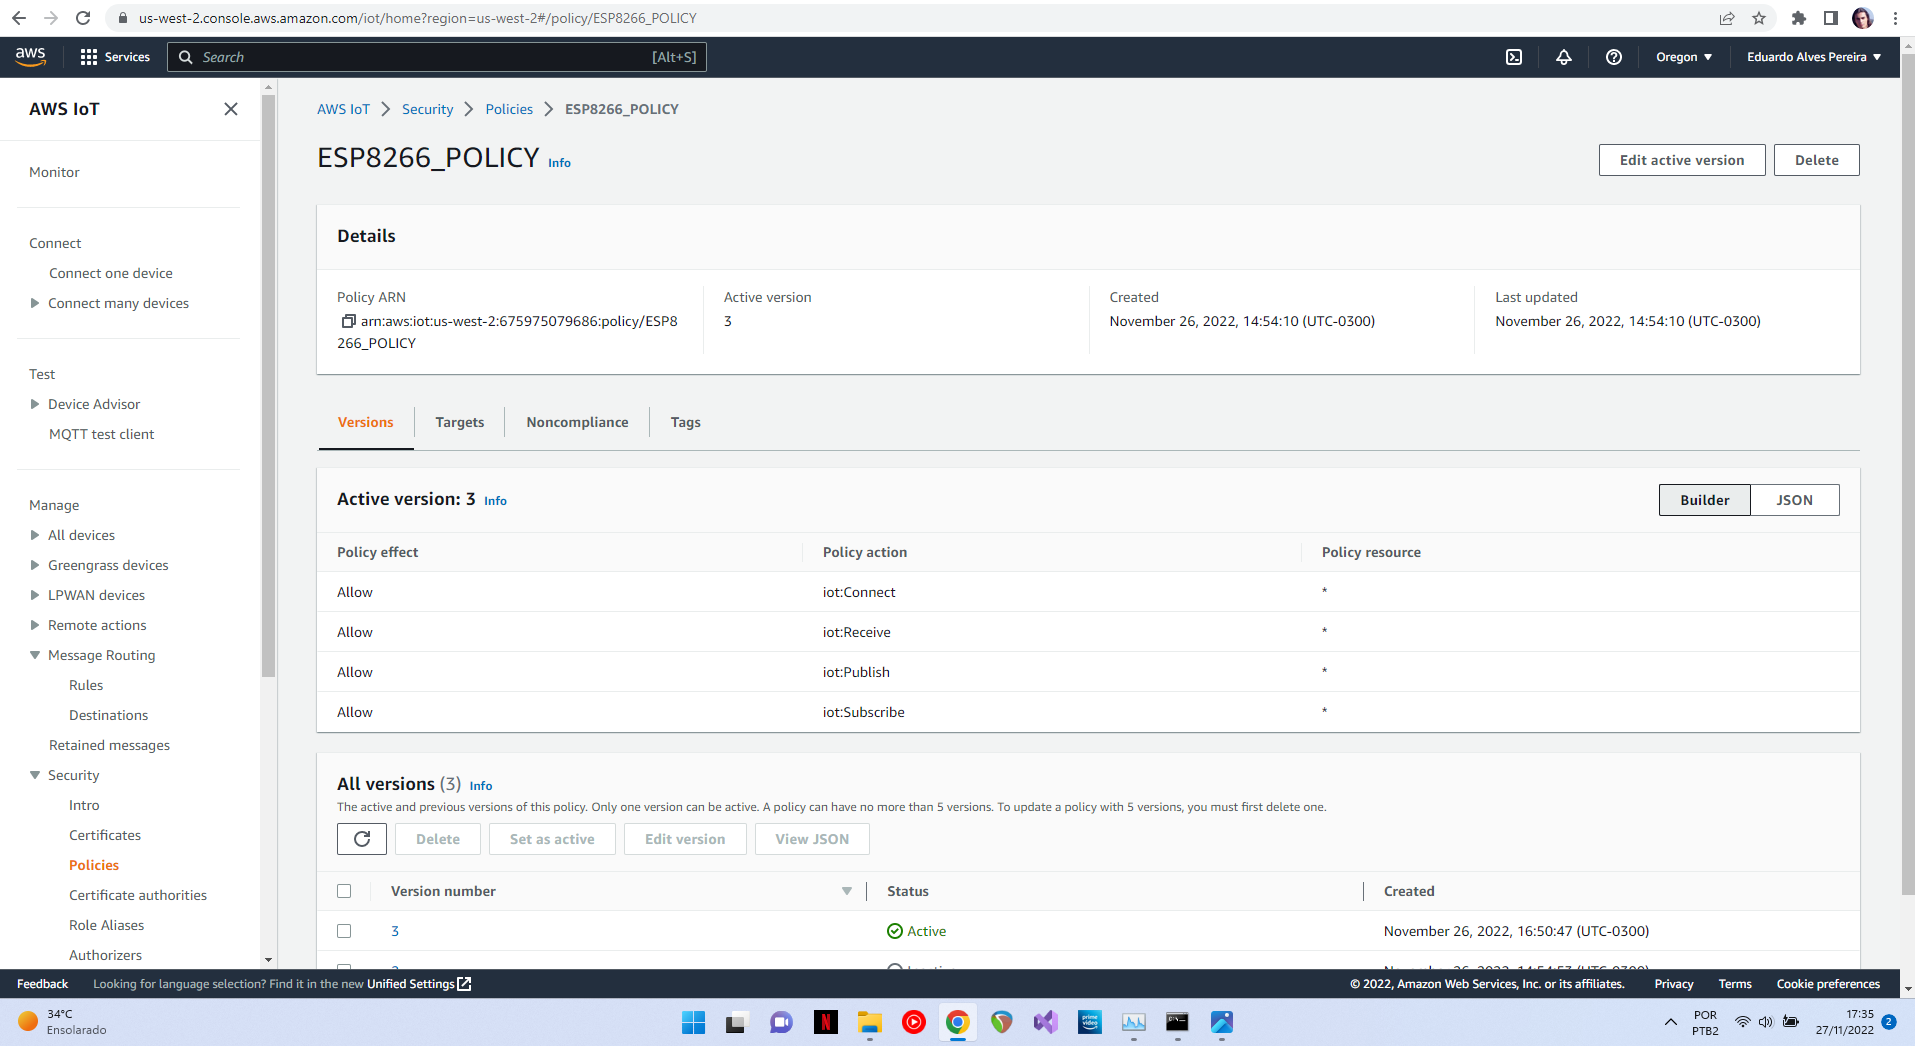 us-west-2.console.aws.amazon.com/iot/home?region=us-west-2#/policy/ESP8266_POLICY
aws
Services
Search
[Alt+S]
Oregon
Eduardo Alves Pereira
AWS IoT
Monitor
Connect
Connect one device
Connect many devices
Test
Device Advisor
MQTT test client
Manage
All devices
Greengrass devices
LPWAN devices
Remote actions
Message Routing
Rules
Destinations
Retained messages
Security
Intro
Certificates
Policies
Certificate authorities
Role Aliases
Authorizers
AWS IoT
Security
Policies
ESP8266_POLICY
ESP8266_POLICY Info
Edit active version
Delete
Details
Policy ARN
arn:aws:iot:us-west-2:675975079686:policy/ESP8
266_POLICY
Active version
3
Created
November 26, 2022, 14:54:10 (UTC-0300)
Last updated
November 26, 2022, 14:54:10 (UTC-0300)
Versions
Targets
Noncompliance
Tags
Active version: 3 Info
Builder
JSON
Policy effect Policy action Policy resource
Allow iot:Connect *
Allow iot:Receive *
Allow iot:Publish *
Allow iot:Subscribe *
All versions (3) Info
The active and previous versions of this policy. Only one version can be active. A policy can have no more than 5 versions. To update a policy with 5 versions, you must first delete one.
Delete
Set as active
Edit version
View JSON
Version number Status Created
3 Active November 26, 2022, 16:50:47 (UTC-0300)
Feedback
Looking for language selection? Find it in the new Unified Settings
© 2022, Amazon Web Services, Inc. or its affiliates.
Privacy
Terms
Cookie preferences
34°C
Ensolarado
N
prime video
POR
PTB2
17:35
27/11/2022
2